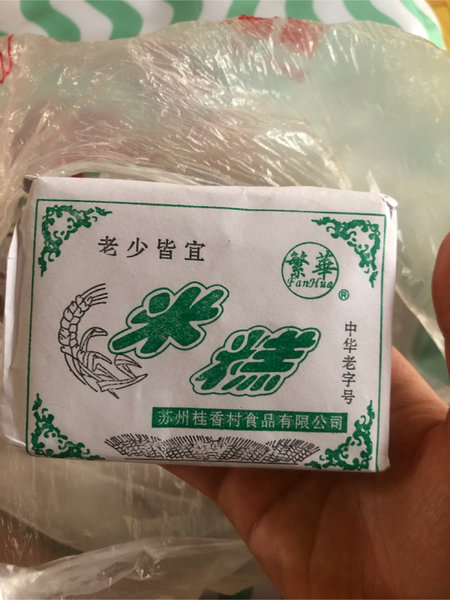 老少皆宜
繁華
FanHua
®
米糕
中华老字号
苏州桂香村食品有限公司